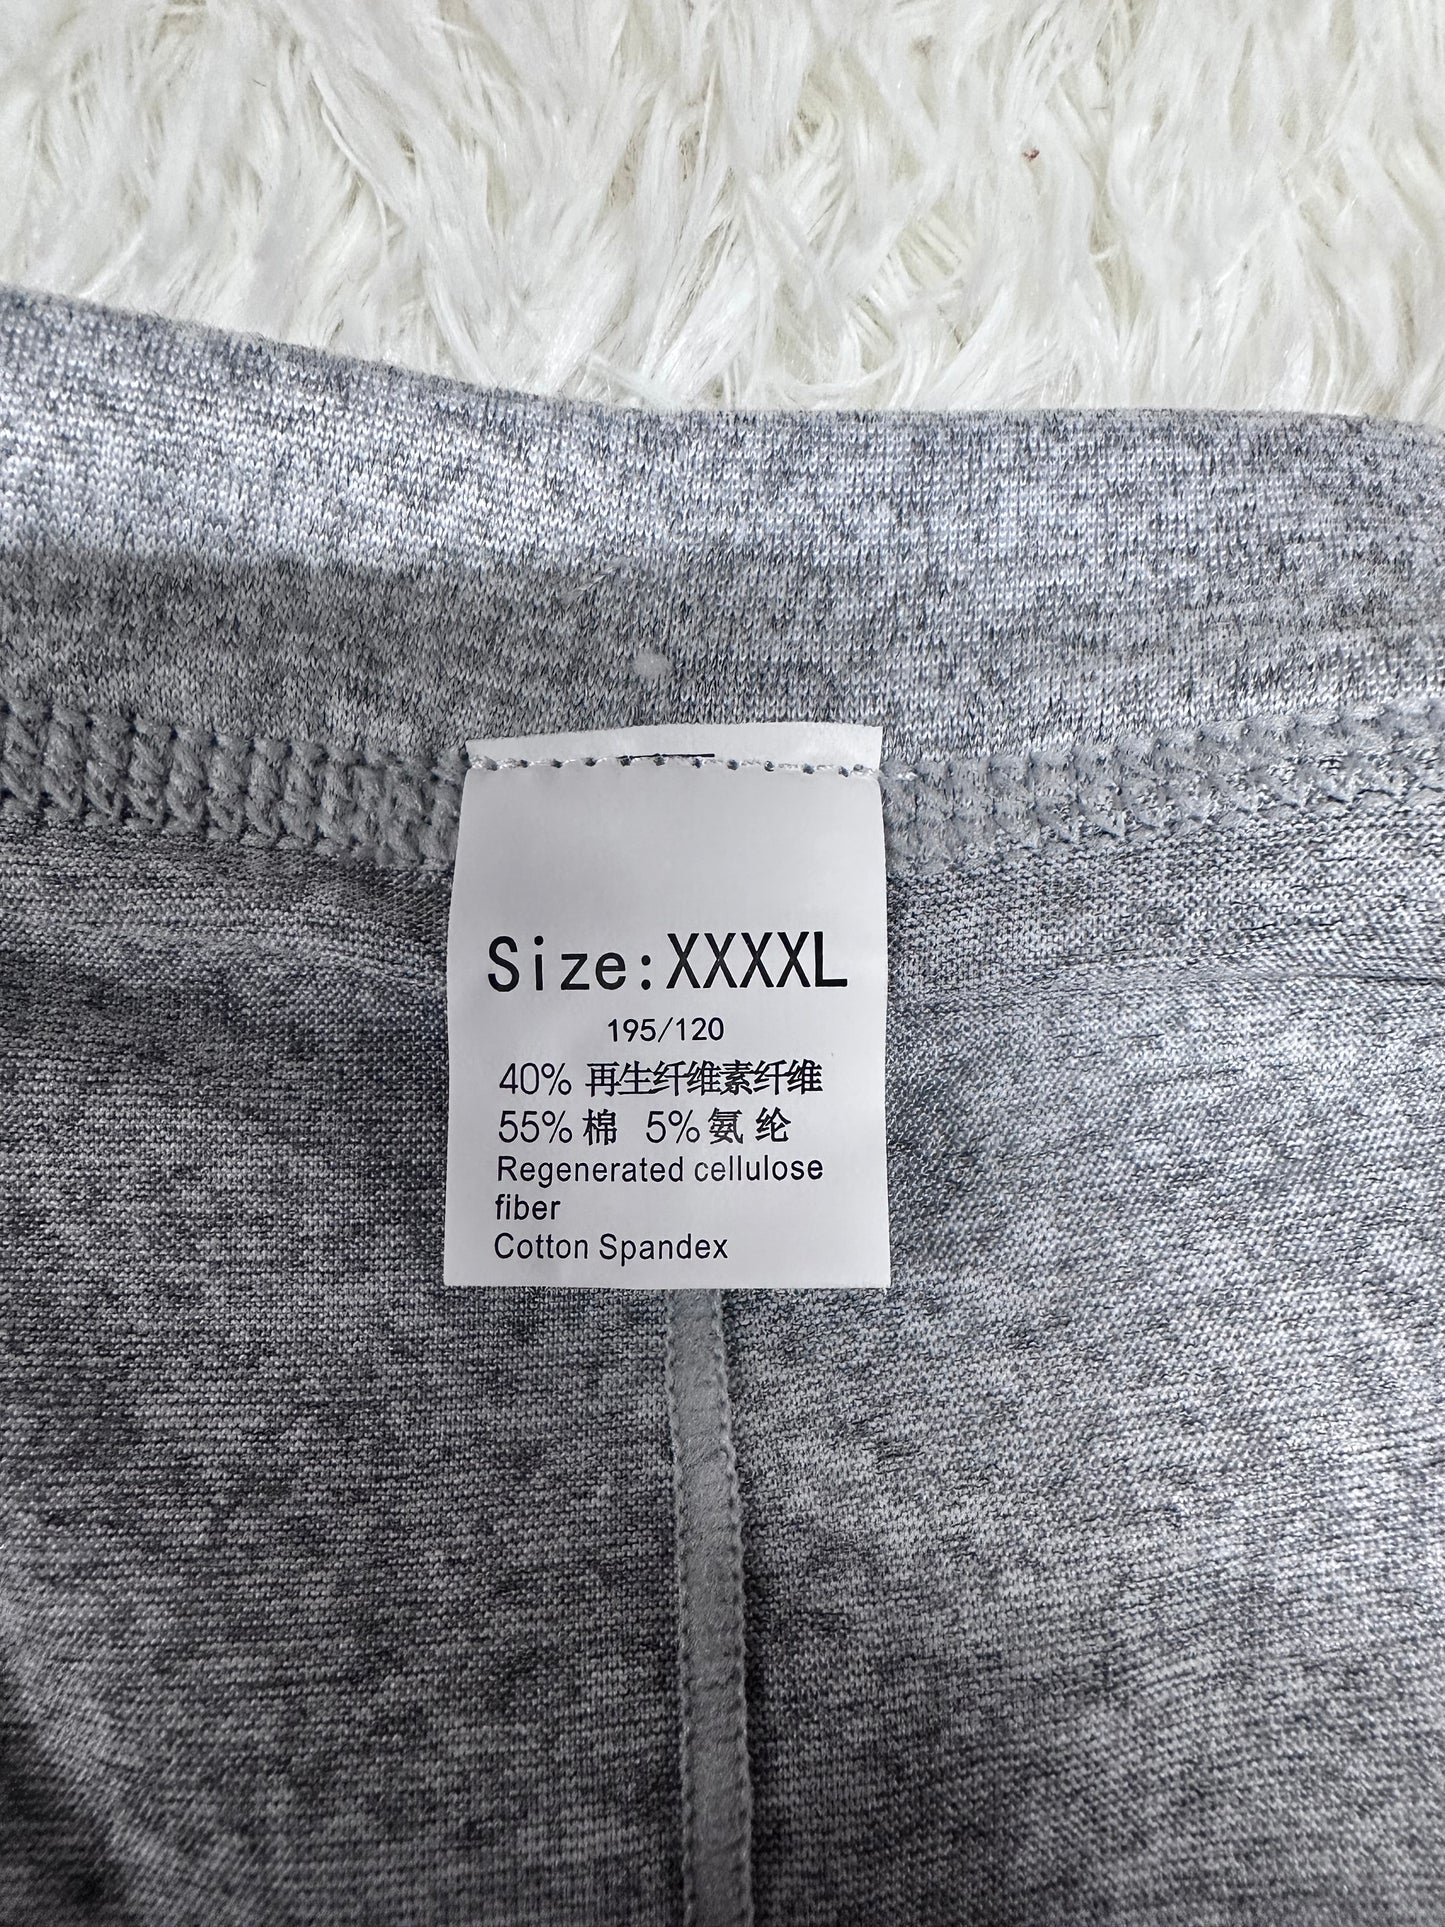 Size:XXXXL
195/120
40% 再生纤维素纤维
55% 棉 5% 氨纶
Regenerated cellulose
fiber
Cotton Spandex